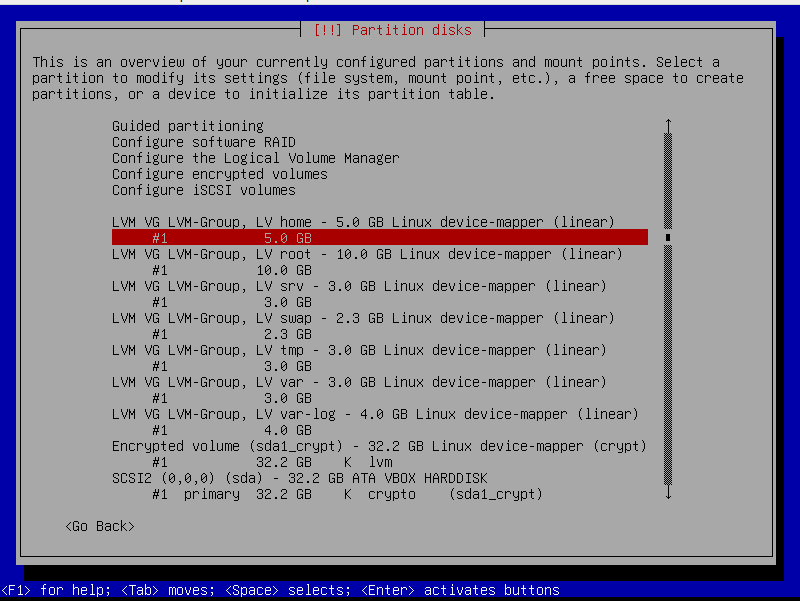 [!!] Partition disks
This is an overview of your currently configured partitions and mount points. Select a
partition to modify its settings (file system, mount point, etc.), a free space to create
partitions, or a device to initialize its partition table.
Guided partitioning
Configure software RAID
Configure the Logical Volume Manager
Configure encrypted volumes
Configure iSCSI volumes
LVM VG LVM-Group, LV home - 5.0 GB Linux device-mapper (linear)
#1 5.0 GB
LVM VG LVM-Group, LV root - 10.0 GB Linux device-mapper (linear)
#1 10.0 GB
LVM VG LVM-Group, LV srv - 3.0 GB Linux device-mapper (linear)
#1 3.0 GB
LVM VG LVM-Group, LV swap - 2.3 GB Linux device-mapper (linear)
#1 2.3 GB
LVM VG LVM-Group, LV tmp - 3.0 GB Linux device-mapper (linear)
#1 3.0 GB
LVM VG LVM-Group, LV var - 3.0 GB Linux device-mapper (linear)
#1 3.0 GB
LVM VG LVM-Group, LV var-log - 4.0 GB Linux device-mapper (linear)
#1 4.0 GB
Encrypted volume (sda1_crypt) - 32.2 GB Linux device-mapper (crypt)
#1 32.2 GB K lvm
SCSI2 (0,0,0) (sda) - 32.2 GB ATA VBOX HARDDISK
#1 primary 32.2 GB K crypto (sda1_crypt)
<Go Back>
<F1> for help; <Tab> moves; <Space> selects; <Enter> activates buttons